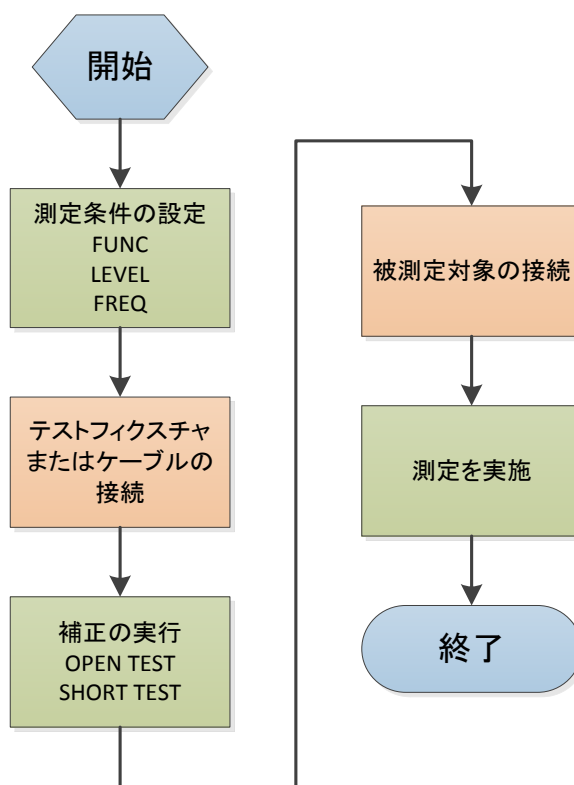 開始
測定条件の設定
FUNC
LEVEL
FREQ
テストフィクスチャ
またはケーブルの
接続
補正の実行
OPEN TEST
SHORT TEST
被測定対象の接続
測定を実施
終了